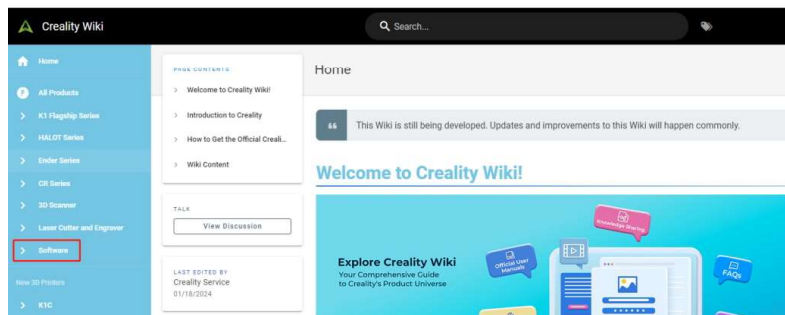 Creality Wiki
Search...
Home
All Products
K1 Flagship Series
HALOT Series
Ender Series
CR Series
3D Scanner
Laser Cutter and Engraver
Software
New 3D Printers
K1C
PAGE CONTENTS
Welcome to Creality Wiki!
Introduction to Creality
How to Get the Official Creali...
Wiki Content
TALK
View Discussion
LAST EDITED BY
Creality Service
01/18/2024
Home
This Wiki is still being developed. Updates and improvements to this Wiki will happen commonly.
Welcome to Creality Wiki!
Explore Creality Wiki
Your Comprehensive Guide
to Creality's Product Universe
Official User
Manuals
Knowledge Sharing
FAQs